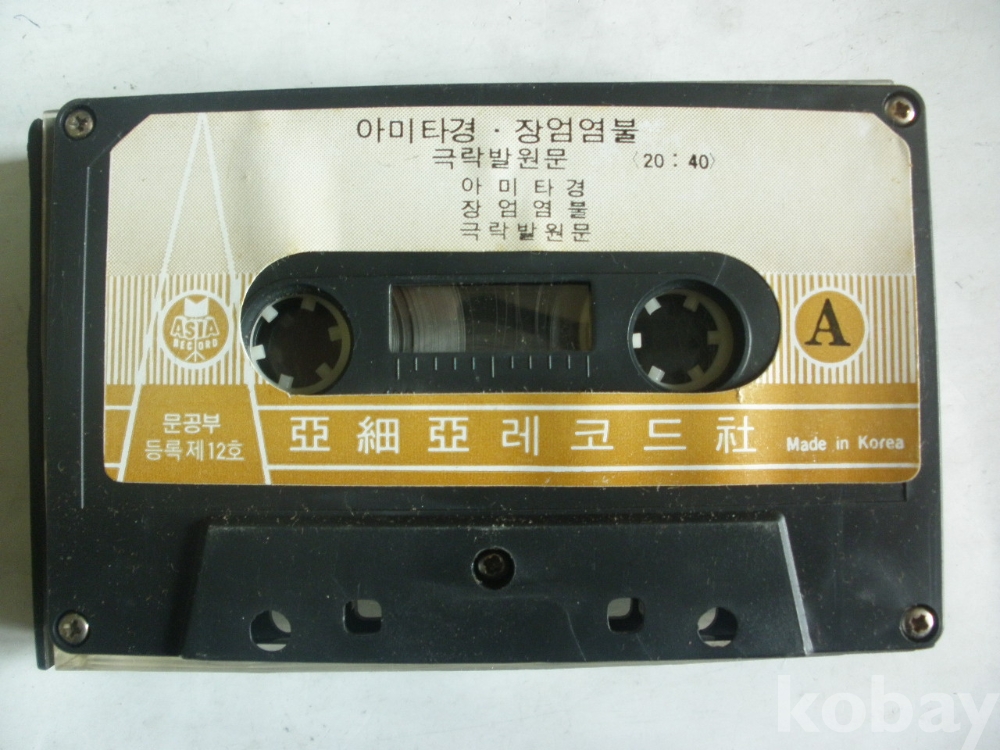 아미타경 · 장엄염불
극락발원문 〈20 : 40〉
아 미 타 경
장 엄 염 불
극 락 발 원 문
ASIA
RECORD
A
문공부
등록제12호
亞細亞레코드社 Made in Korea
kobay